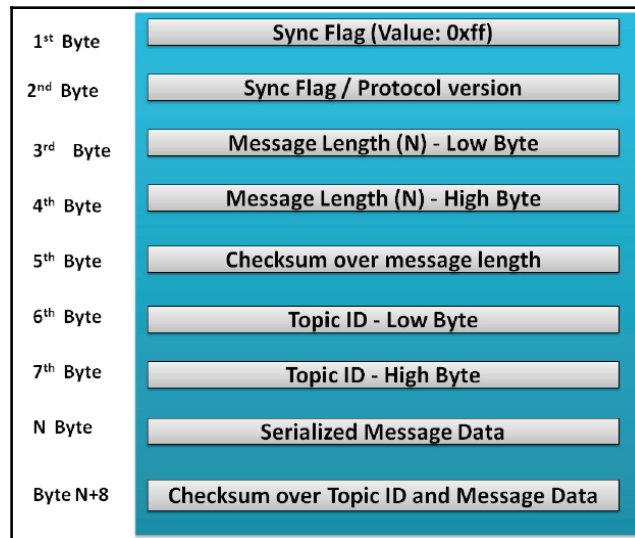 1st Byte Sync Flag (Value: 0xff)
2nd Byte Sync Flag / Protocol version
3rd Byte Message Length (N) - Low Byte
4th Byte Message Length (N) - High Byte
5th Byte Checksum over message length
6th Byte Topic ID - Low Byte
7th Byte Topic ID - High Byte
N Byte Serialized Message Data
Byte N+8 Checksum over Topic ID and Message Data